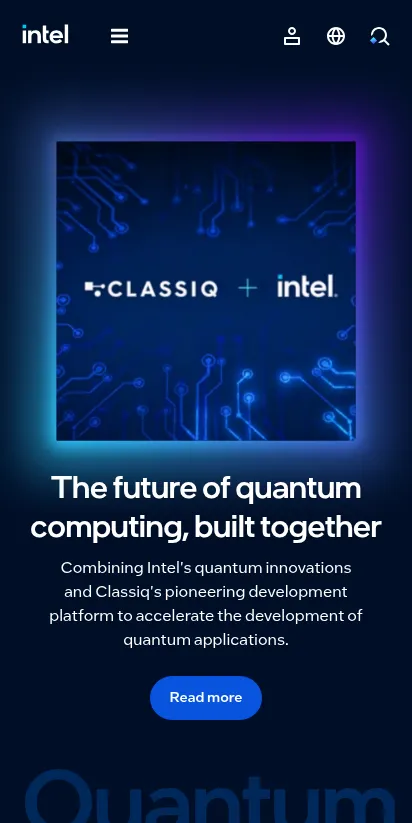 intel
CLASSIQ + intel.
The future of quantum
computing, built together
Combining Intel's quantum innovations
and Classiq's pioneering development
platform to accelerate the development of
quantum applications.
Read more
Quantum